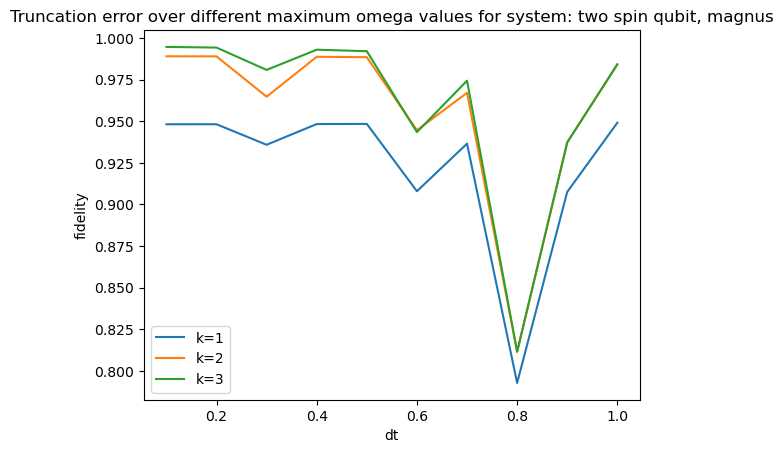 Truncation error over different maximum omega values for system: two spin qubit, magnus
1.000
0.975
0.950
0.925
0.900
0.875
0.850
0.825
0.800
fidelity
k=1
k=2
k=3
0.2
0.4
0.6
0.8
1.0
dt